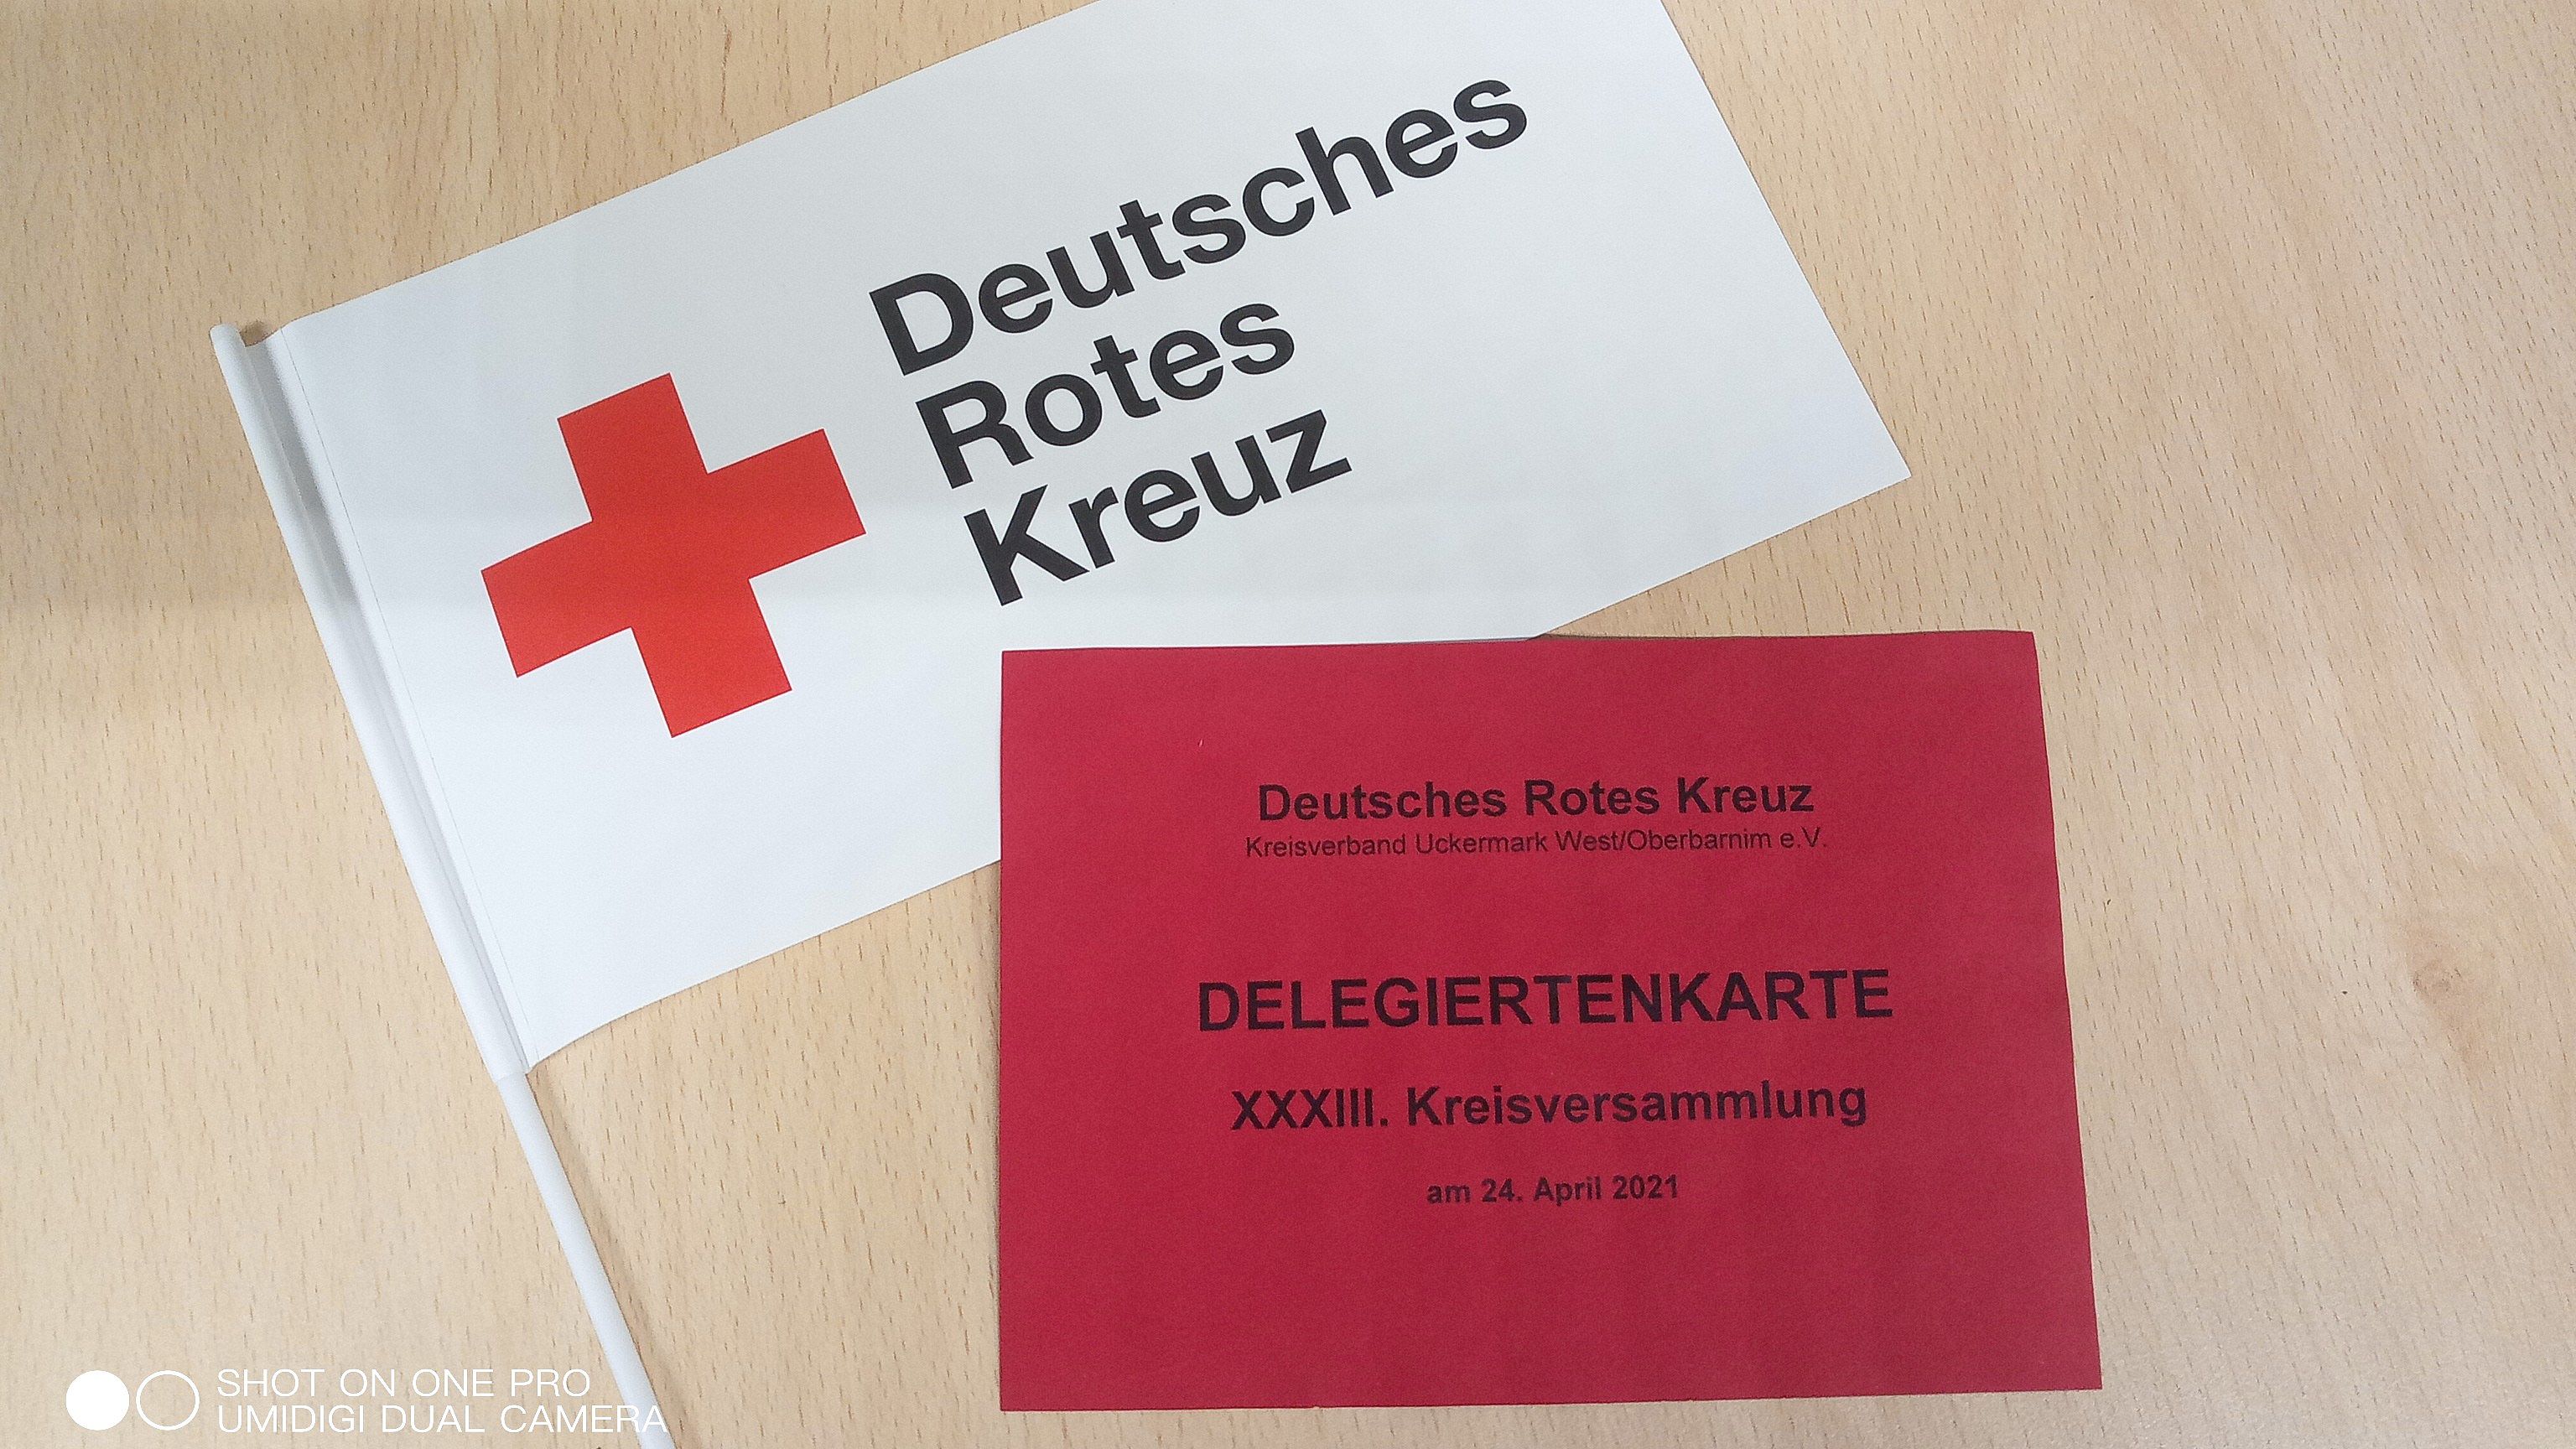 Deutsches
Rotes
Kreuz
Deutsches Rotes Kreuz
Kreisverband Uckermark West/Oberbarnim e.V.
DELEGIERTENKARTE
XXXIII. Kreisversammlung
am 24. April 2021
SHOT ON ONE PRO
UMIDIGI DUAL CAMERA